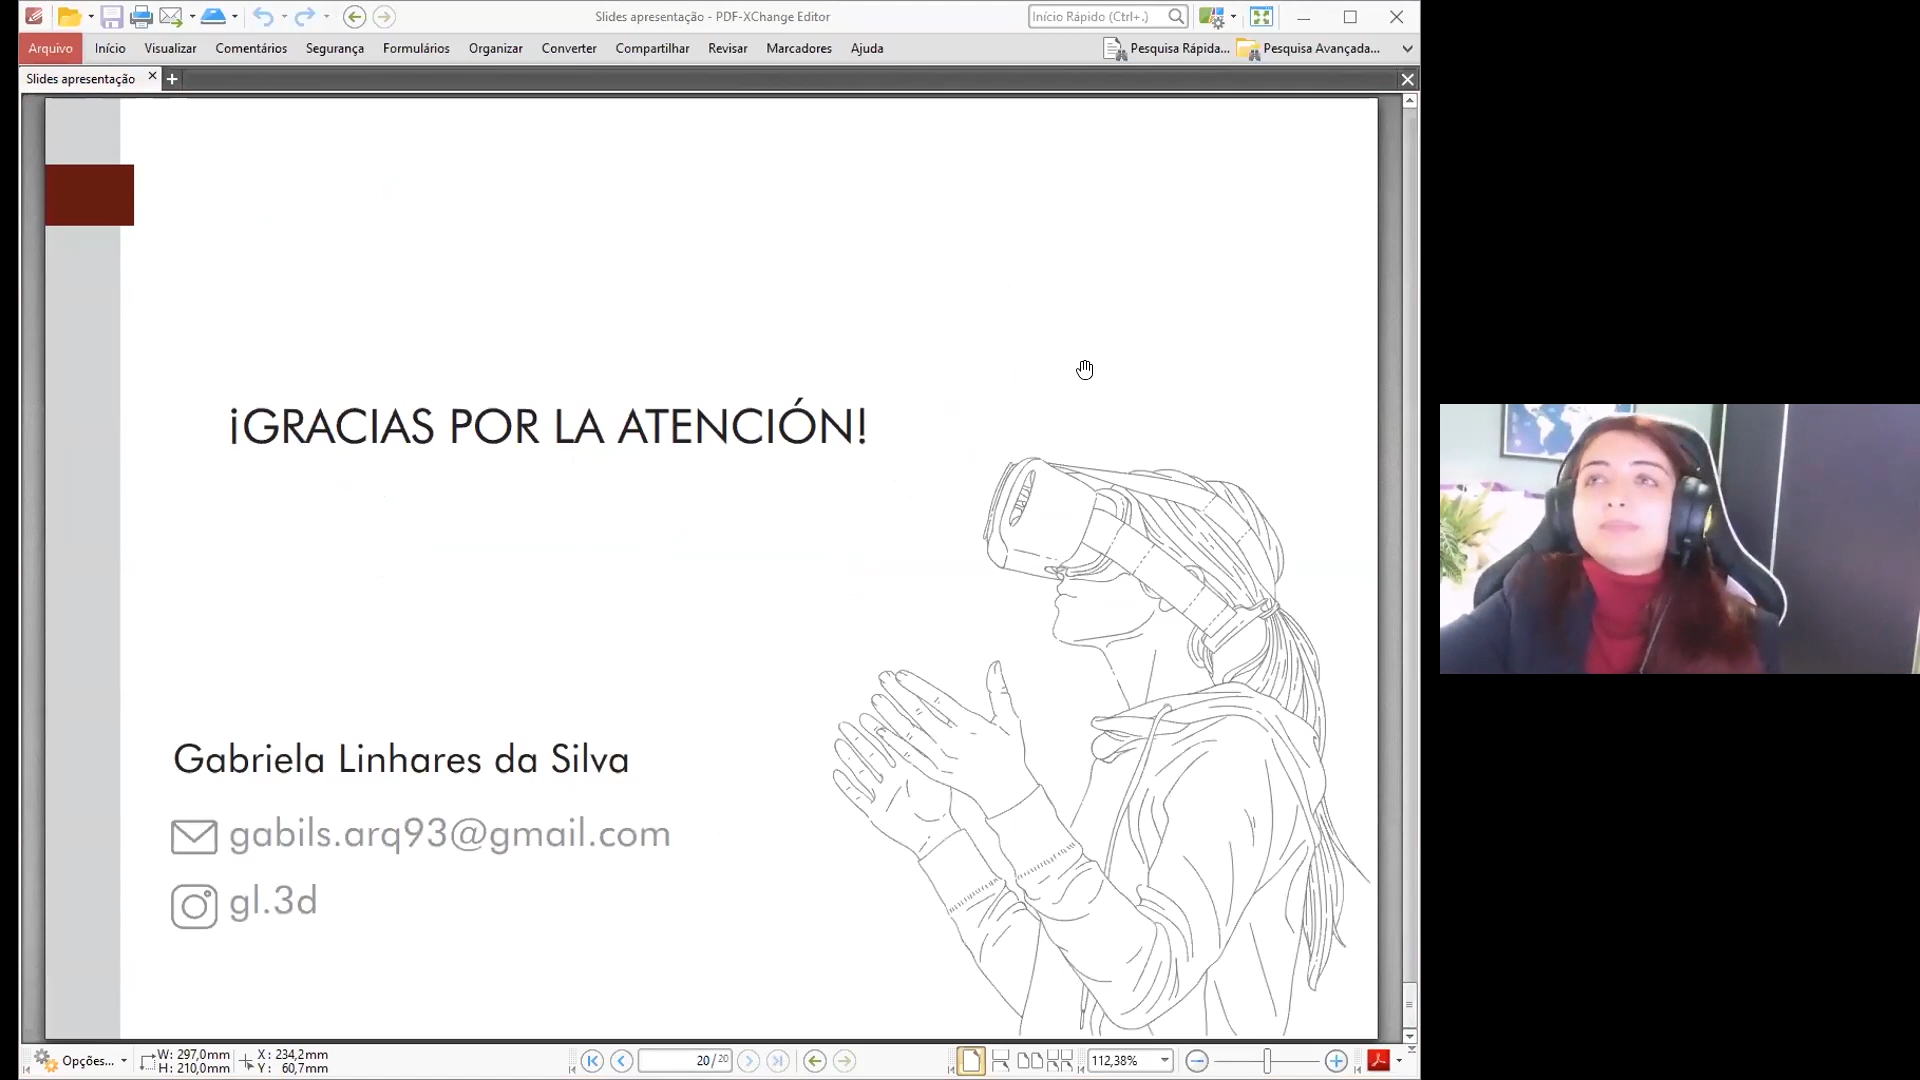 Slides apresentação - PDF-XChange Editor
Início Rápido (Ctrl+.)
Arquivo Início Visualizar Comentários Segurança Formulários Organizar Converter Compartilhar Revisar Marcadores Ajuda
Pesquisa Rápida... Pesquisa Avançada...
Slides apresentação
¡GRACIAS POR LA ATENCIÓN!
Gabriela Linhares da Silva
gabils.arq93@gmail.com
gl.3d
Opções...
W: 297,0mm
H: 210,0mm
X: 234,2mm
Y: 60,7mm
20/20
112,38%